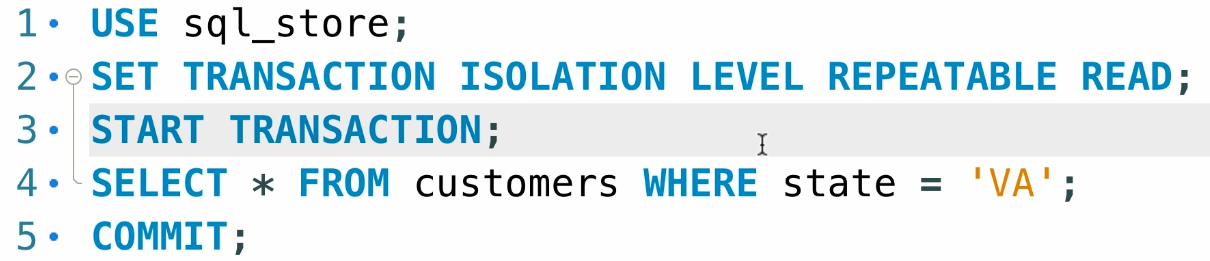 1 USE sql_store;
2 SET TRANSACTION ISOLATION LEVEL REPEATABLE READ;
3 START TRANSACTION;
4 SELECT * FROM customers WHERE state = 'VA';
5 COMMIT;